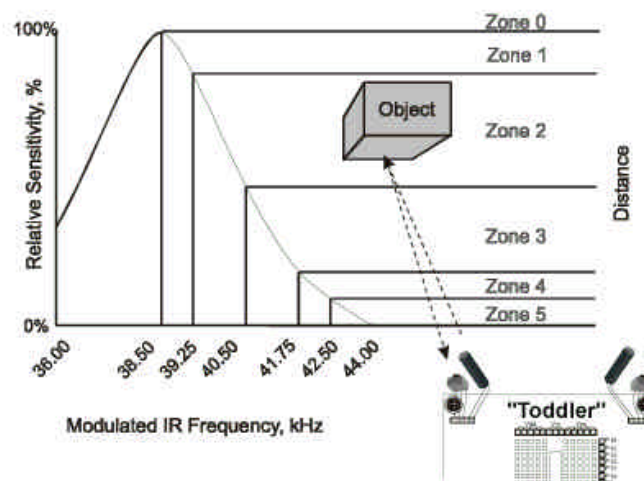 100%
Zone 0
Zone 1
Object
Zone 2
Relative Sensitivity, %
Distance
Zone 3
Zone 4
Zone 5
0%
36.00
38.50
39.25
40.50
41.75
42.50
44.00
Modulated IR Frequency, kHz
"Toddler"